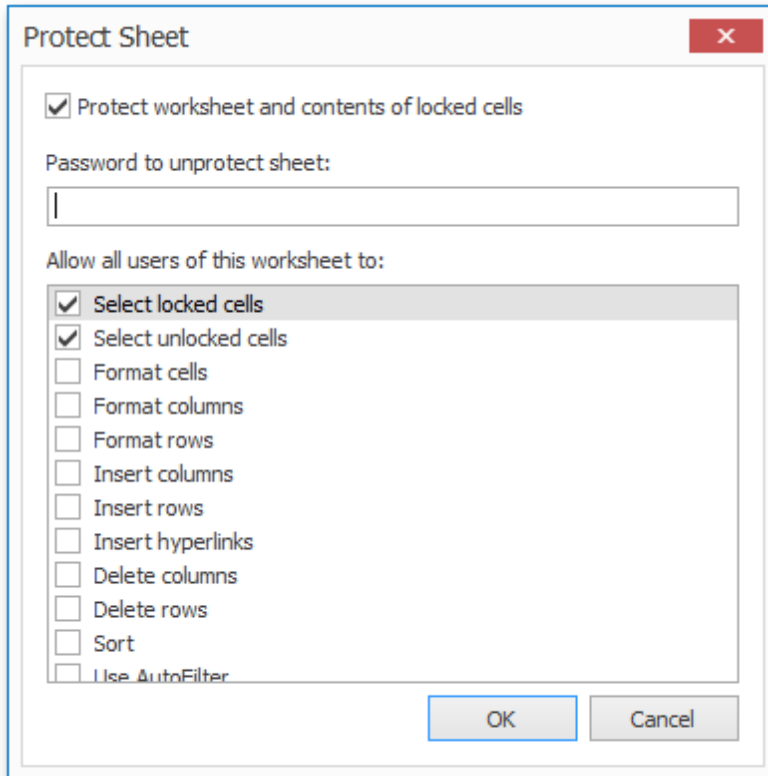 Protect Sheet
Protect worksheet and contents of locked cells
Password to unprotect sheet:
Allow all users of this worksheet to:
Select locked cells
Select unlocked cells
Format cells
Format columns
Format rows
Insert columns
Insert rows
Insert hyperlinks
Delete columns
Delete rows
Sort
Use AutoFilter
OK Cancel